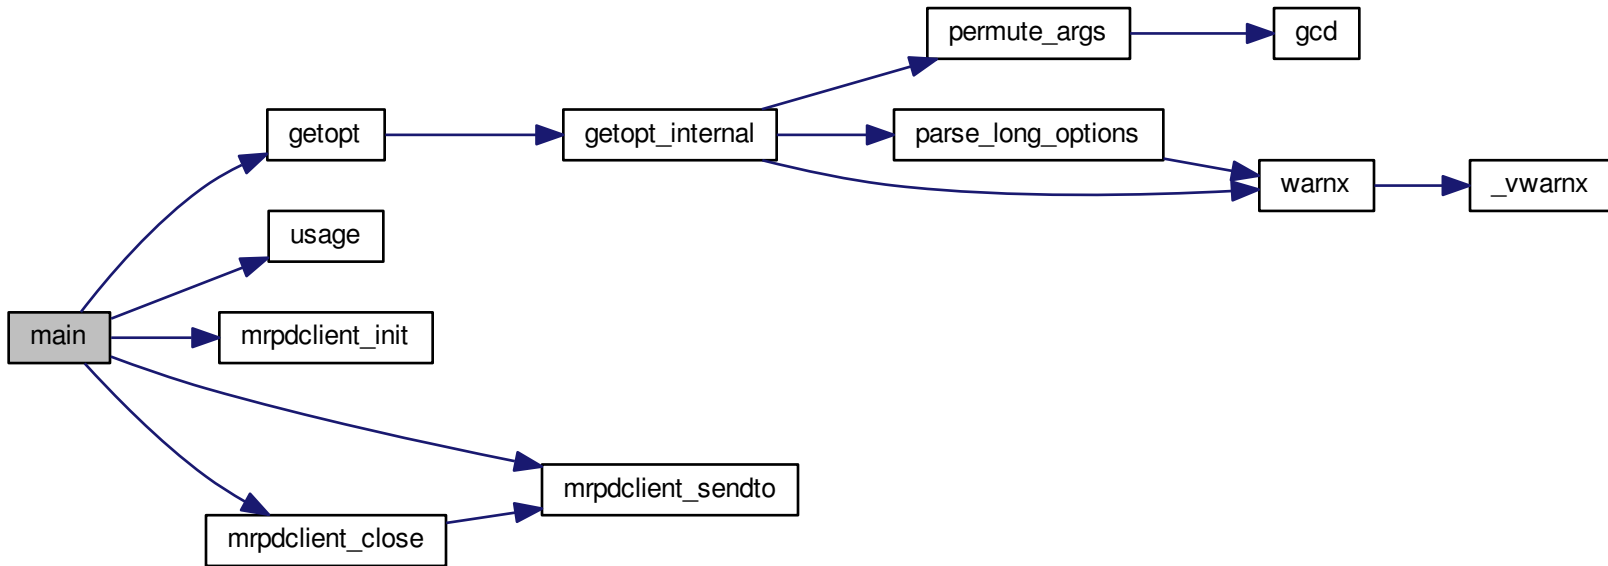 permute_args
gcd
getopt
getopt_internal
parse_long_options
warnx
_vwarnx
usage
main
mrpdclient_init
mrpdclient_sendto
mrpdclient_close